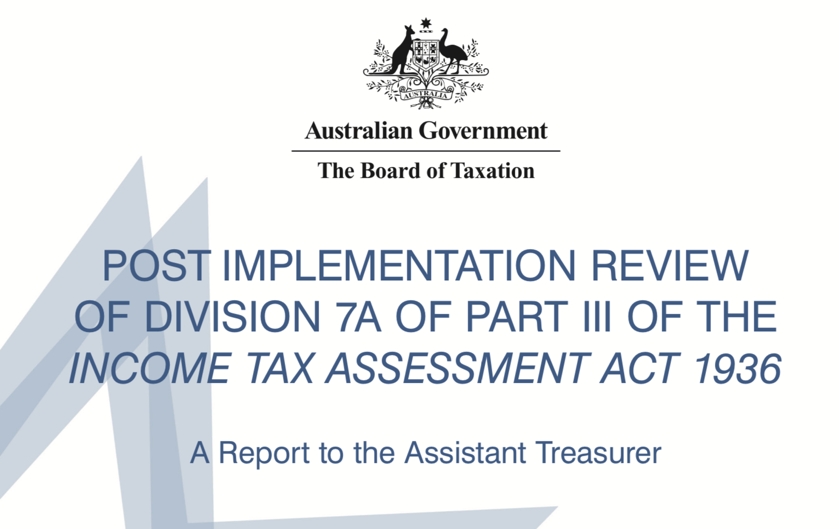 AUSTRALIA
Australian Government
The Board of Taxation
POST IMPLEMENTATION REVIEW
OF DIVISION 7A OF PART III OF THE
INCOME TAX ASSESSMENT ACT 1936
A Report to the Assistant Treasurer